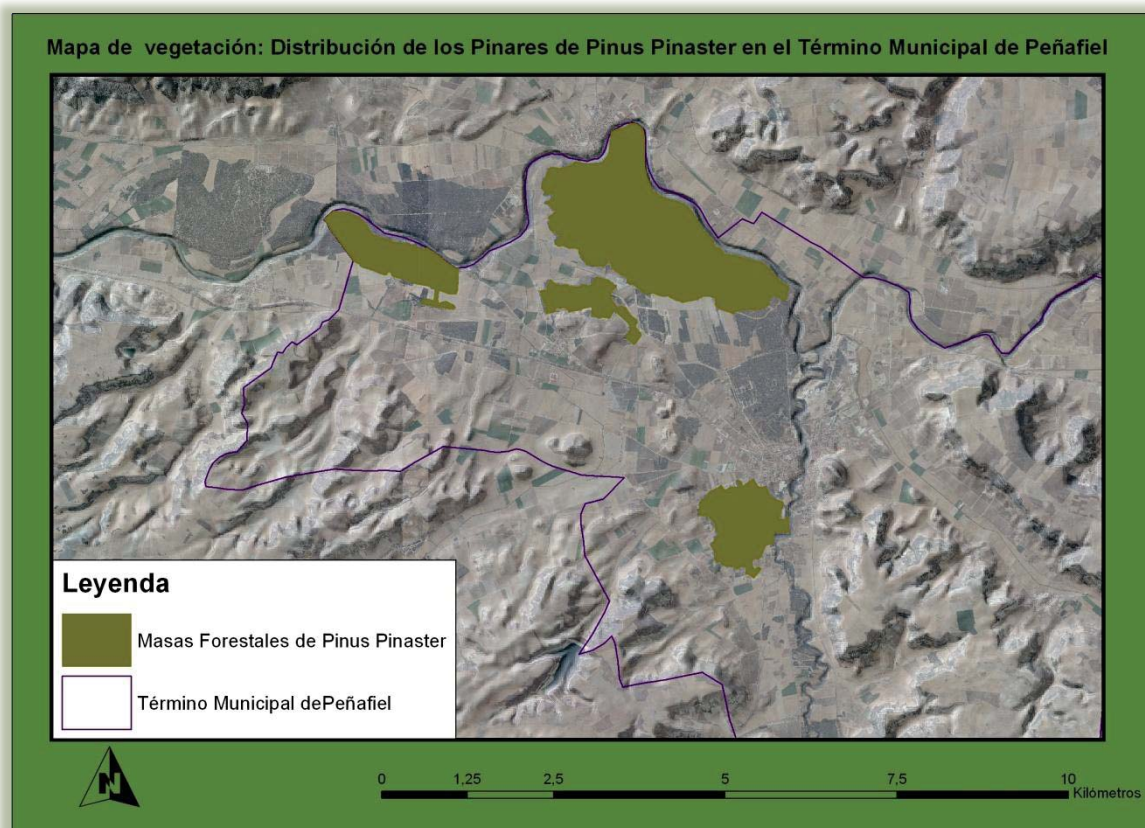 Mapa de vegetación: Distribución de los Pinares de Pinus Pinaster en el Término Municipal de Peñafiel
Leyenda
Masas Forestales de Pinus Pinaster
Término Municipal dePeñafiel
N
0 1,25 2,5 5 7,5 10
Kilómetros